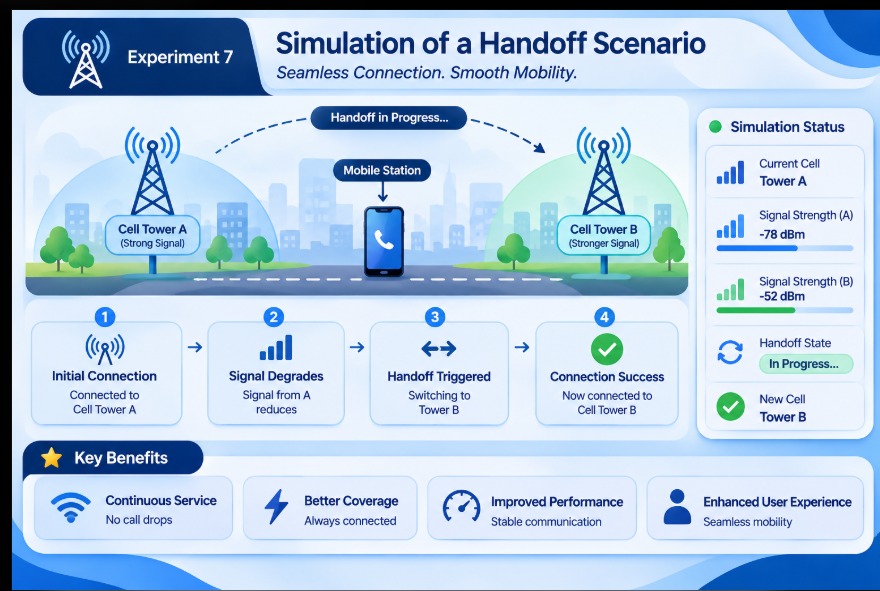 Experiment 7
Simulation of a Handoff Scenario
Seamless Connection. Smooth Mobility.
Handoff in Progress...
Mobile Station
Cell Tower A
(Strong Signal)
Cell Tower B
(Stronger Signal)
Simulation Status
Current Cell
Tower A
Signal Strength (A)
-78 dBm
Signal Strength (B)
-52 dBm
Handoff State
In Progress...
New Cell
Tower B
1
Initial Connection
Connected to
Cell Tower A
2
Signal Degrades
Signal from A
reduces
3
Handoff Triggered
Switching to
Tower B
4
Connection Success
Now connected to
Cell Tower B
Key Benefits
Continuous Service
No call drops
Better Coverage
Always connected
Improved Performance
Stable communication
Enhanced User Experience
Seamless mobility